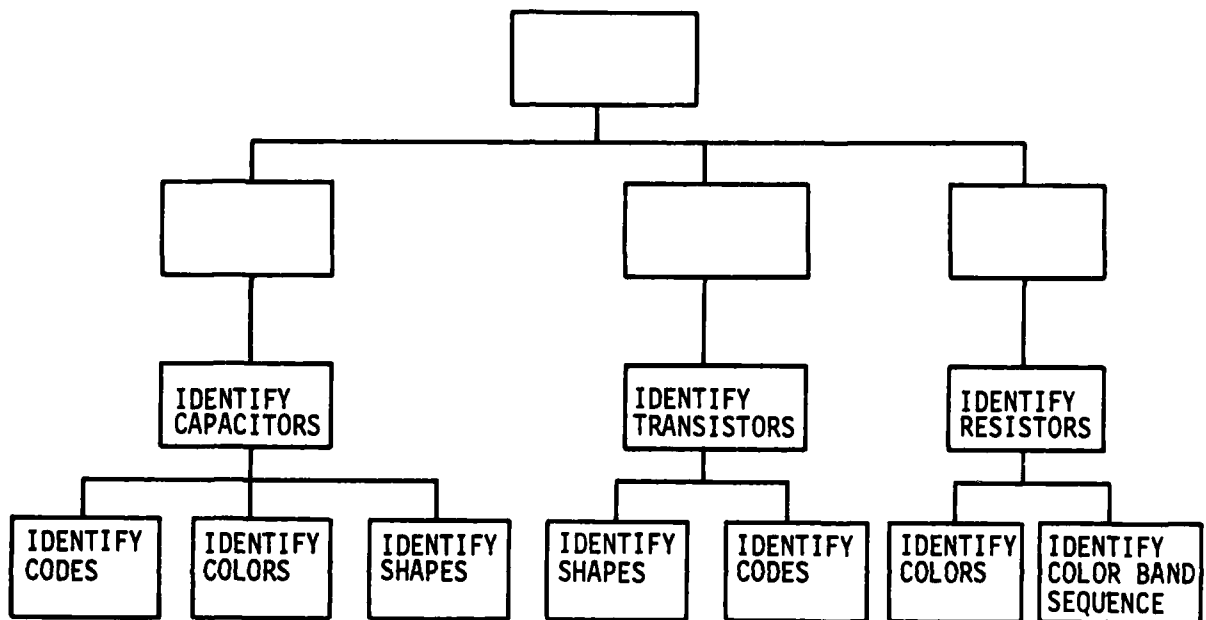 IDENTIFY
CAPACITORS
IDENTIFY
TRANSISTORS
IDENTIFY
RESISTORS
IDENTIFY
CODES
IDENTIFY
COLORS
IDENTIFY
SHAPES
IDENTIFY
SHAPES
IDENTIFY
CODES
IDENTIFY
COLORS
IDENTIFY
COLOR BAND
SEQUENCE